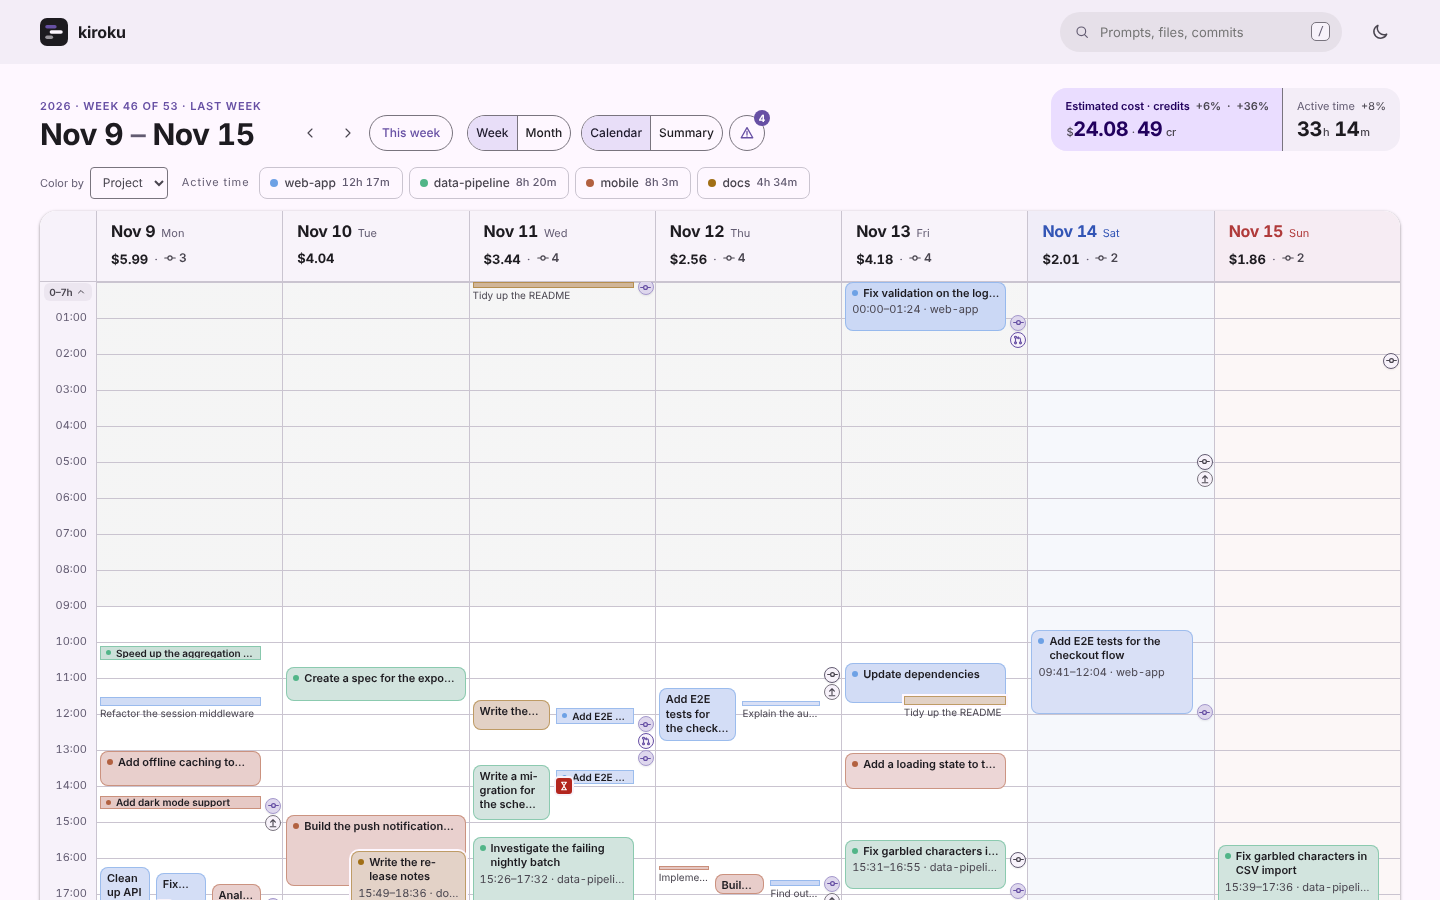 kiroku
Prompts, files, commits
/
2026 · WEEK 46 OF 53 · LAST WEEK
Nov 9 – Nov 15
This week
Week
Month
Calendar
Summary
4
Estimated cost · credits +6% · +36%
$24.08 · 49 cr
Active time +8%
33h 14m
Color by
Project
Active time
web-app 12h 17m
data-pipeline 8h 20m
mobile 8h 3m
docs 4h 34m
Nov 9 Mon
$5.99 · 3
Nov 10 Tue
$4.04
Nov 11 Wed
$3.44 · 4
Nov 12 Thu
$2.56 · 4
Nov 13 Fri
$4.18 · 4
Nov 14 Sat
$2.01 · 2
Nov 15 Sun
$1.86 · 2
0–7h
01:00
02:00
03:00
04:00
05:00
06:00
07:00
08:00
09:00
10:00
11:00
12:00
13:00
14:00
15:00
16:00
17:00
Speed up the aggregation ...
Refactor the session middleware
Add offline caching to...
Add dark mode support
Clean
up API
Fix...
Anal...
Create a spec for the expo...
Build the push notification...
Write the re-
lease notes
15:49–18:36 · do...
Tidy up the README
Write the...
Add E2E ...
Write a mi-
gration for
the sche...
Add E2E ...
Investigate the failing
nightly batch
15:26–17:32 · data-pipeli...
Add E2E
tests for
the check...
Explain the au...
Impleme...
Buil...
Find out...
Fix validation on the log...
00:00–01:24 · web-app
Update dependencies
Tidy up the README
Add a loading state to t...
Fix garbled characters i...
15:31–16:55 · data-pipeli...
Add E2E tests for the
checkout flow
09:41–12:04 · web-app
Fix garbled characters in
CSV import
15:39–17:36 · data-pipeli...